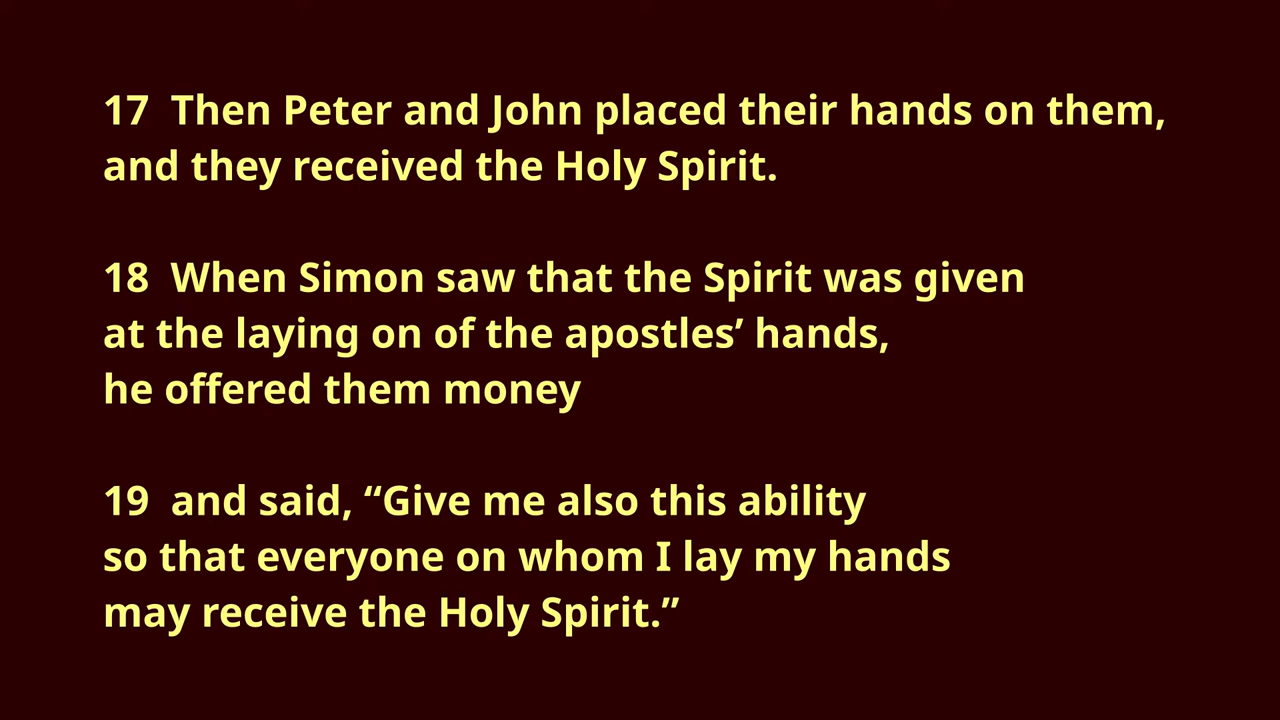 17  Then Peter and John placed their hands on them,
and they received the Holy Spirit.
18  When Simon saw that the Spirit was given
at the laying on of the apostles’ hands,
he offered them money
19  and said, “Give me also this ability
so that everyone on whom I lay my hands
may receive the Holy Spirit.”